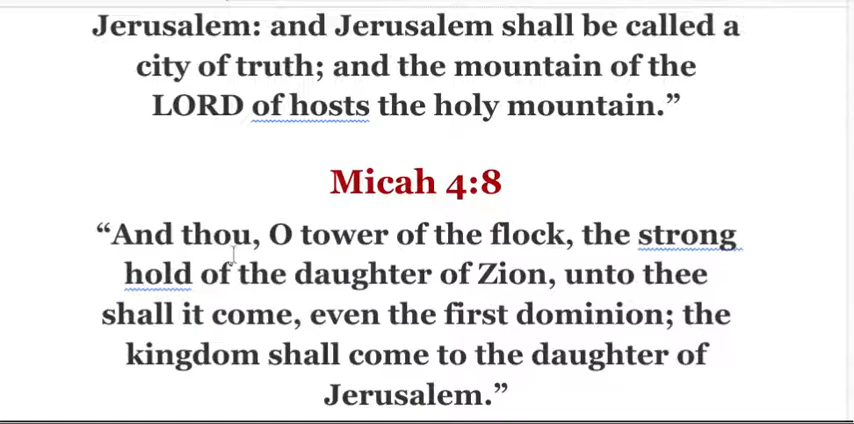 Jerusalem: and Jerusalem shall be called a
city of truth; and the mountain of the
LORD of hosts the holy mountain.”
Micah 4:8
“And thou, O tower of the flock, the strong
hold of the daughter of Zion, unto thee
shall it come, even the first dominion; the
kingdom shall come to the daughter of
Jerusalem.”